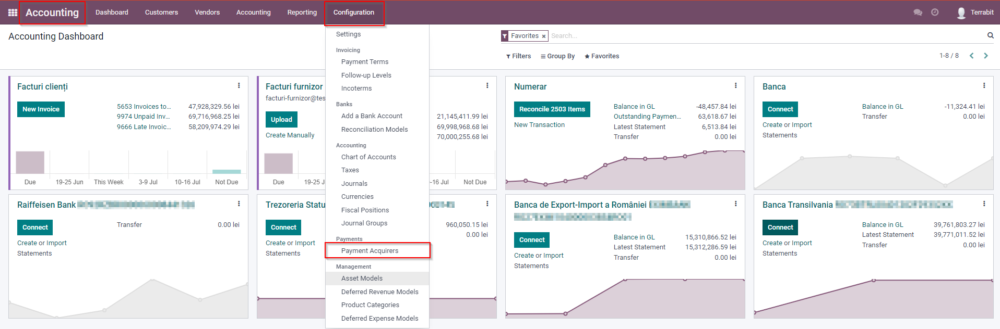 Accounting Dashboard Customers Vendors Accounting Reporting Configuration Terrabit
Accounting Dashboard
Favorites × Search...
Filters Group By Favorites
1-8 / 8
Settings
Invoicing
Payment Terms
Follow-up Levels
Incoterms
Banks
Add a Bank Account
Reconciliation Models
Accounting
Chart of Accounts
Taxes
Journals
Currencies
Fiscal Positions
Journal Groups
Payments
Payment Acquirers
Management
Asset Models
Deferred Revenue Models
Product Categories
Deferred Expense Models
Facturi clienți
New Invoice
5653 Invoices to... 47,928,329.56 lei
9974 Unpaid Inv... 69,716,968.25 lei
9666 Late Invoic... 58,209,974.29 lei
Due 19-25 Jun This Week 3-9 Jul 10-16 Jul Not Due
Facturi furnizor
facturi-furnizor@tes
Upload
Create Manually
21,145,411.99 lei
69,998,968.68 lei
70,000,255.68 lei
Due 19-25 J -16 Jul Not Due
Numerar
Reconcile 2503 Items
New Transaction
Balance in GL -48,457.84 lei
Outstanding Paymen... 63,618.67 lei
Latest Statement 6,513.84 lei
Transfer 0.00 lei
Banca
Connect
Create or Import
Statements
Balance in GL -11,324.41 lei
Transfer 0.00 lei
Raiffeisen Bank
Connect
Create or Import
Statements
Transfer 0.00 lei
Trezoreria Statu
Connect
Create or Import
Statements
960,050.15 lei
0.00 lei
Banca de Export-Import a României
Connect
Create or Import
Statements
Balance in GL 15,310,866.52 lei
Latest Statement 15,312,286.59 lei
Transfer 0.00 lei
Banca Transilvania
Connect
Create or Import
Statements
Balance in GL 39,761,803.27 lei
Latest Statement 39,771,011.52 lei
Transfer 0.00 lei